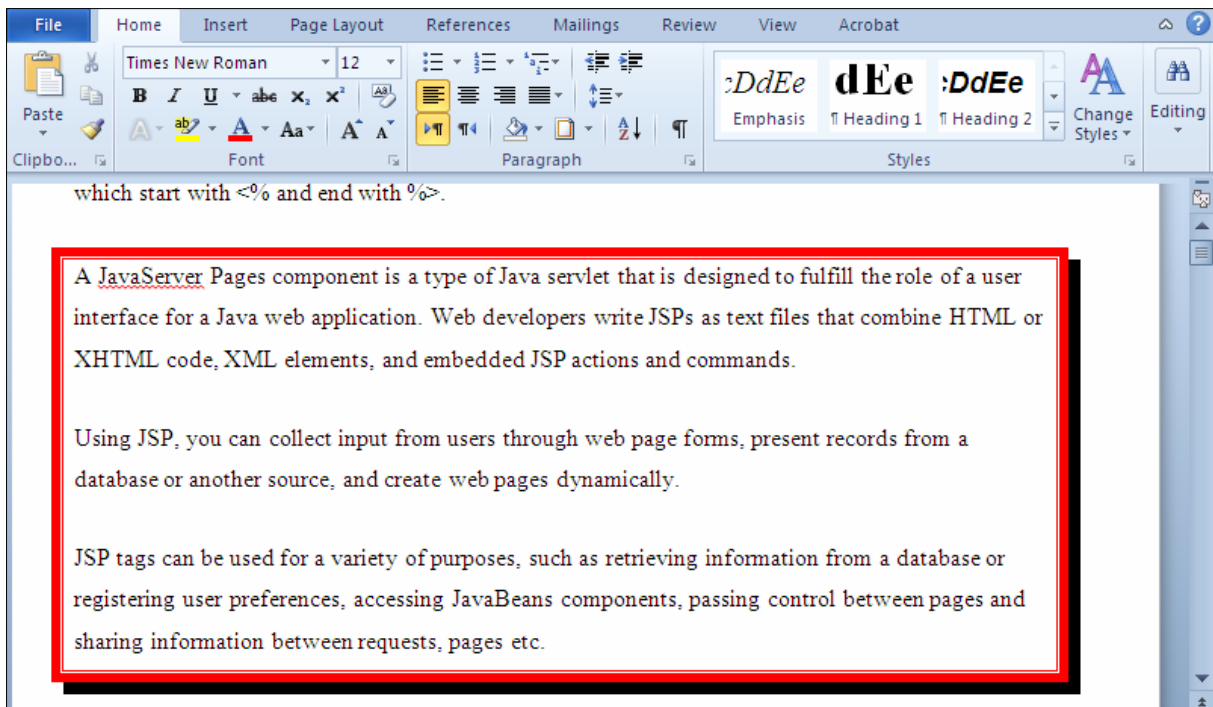 File Home Insert Page Layout References Mailings Review View Acrobat
Times New Roman 12
B I U abc X₂ X² Aa A A
Paste
Aa A A
Clipbo... Font Paragraph Styles
:DdEe dEe :DdEe
Emphasis ¶ Heading 1 ¶ Heading 2
Change Styles
Editing
which start with <% and end with %>.
A JavaServer Pages component is a type of Java servlet that is designed to fulfill the role of a user
interface for a Java web application. Web developers write JSPs as text files that combine HTML or
XHTML code, XML elements, and embedded JSP actions and commands.
Using JSP, you can collect input from users through web page forms, present records from a
database or another source, and create web pages dynamically.
JSP tags can be used for a variety of purposes, such as retrieving information from a database or
registering user preferences, accessing JavaBeans components, passing control between pages and
sharing information between requests, pages etc.